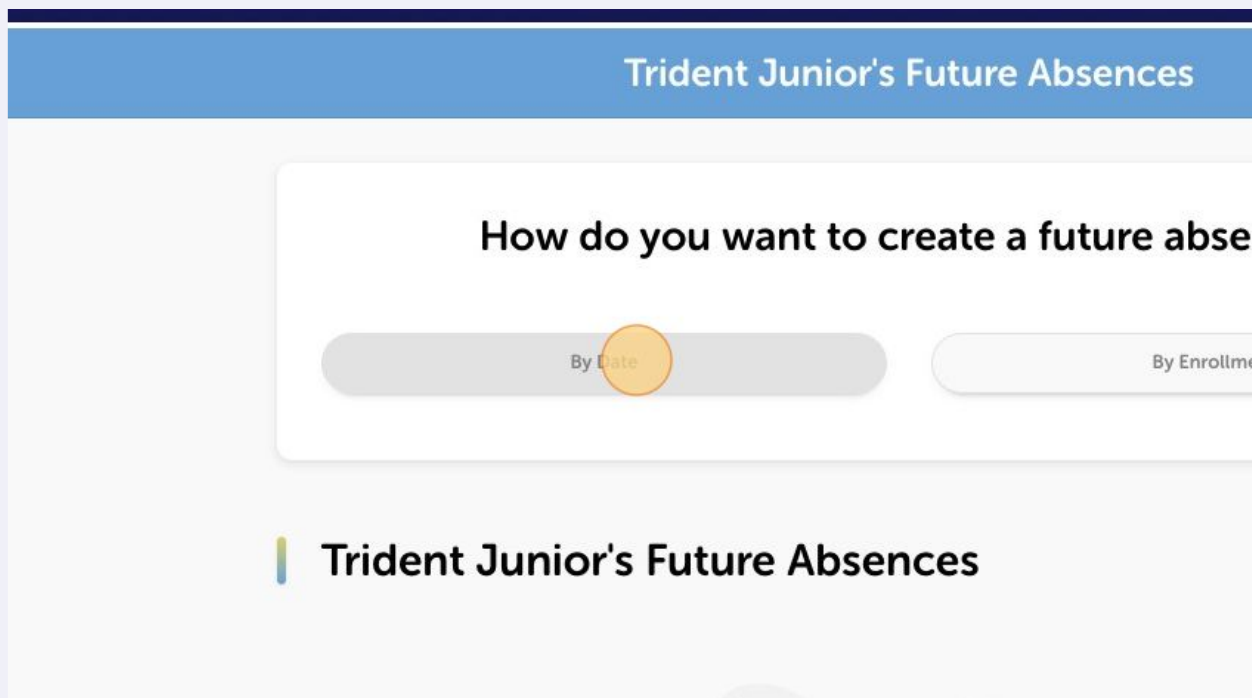 Trident Junior's Future Absences
How do you want to create a future abse
By Date
By Enrollme
Trident Junior's Future Absences